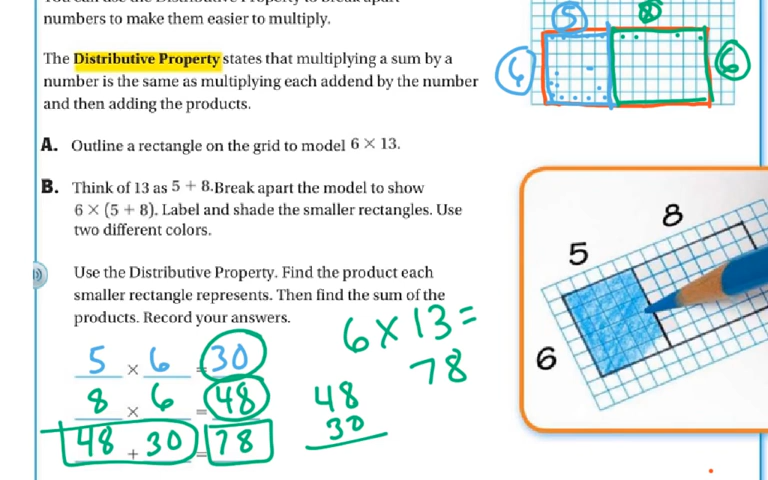 numbers to make them easier to multiply.
5
8
The Distributive Property states that multiplying a sum by a
number is the same as multiplying each addend by the number
and then adding the products.
6
6
A. Outline a rectangle on the grid to model 6 × 13.
B. Think of 13 as 5 + 8.Break apart the model to show
6 × (5 + 8). Label and shade the smaller rectangles. Use
two different colors.
8
5
6
Use the Distributive Property. Find the product each
smaller rectangle represents. Then find the sum of the
products. Record your answers.
6 × 13 =
78
5 × 6 = 30
8 × 6 = 48
48 + 30 = 78
48
30